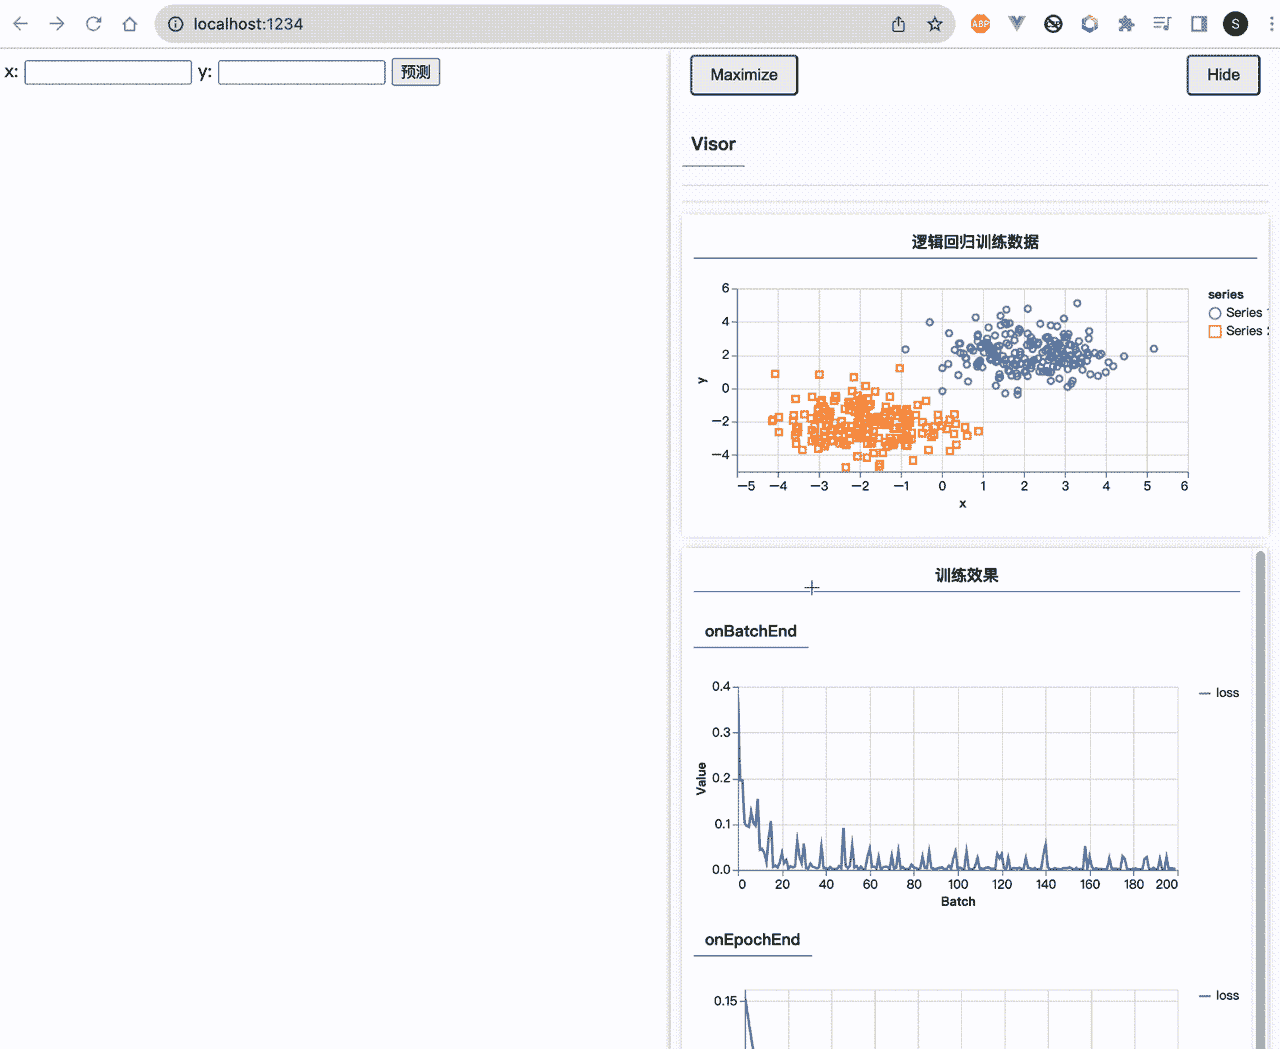 localhost:1234
ABP
S
x: y: 预测
Maximize
Hide
Visor
逻辑回归训练数据
6
4
2
0
−2
−4
y
−5 −4 −3 −2 −1 0 1 2 3 4 5 6
x
series
Series
Series
训练效果
onBatchEnd
0.4
0.3
0.2
0.1
0.0
Value
0 20 40 60 80 100 120 140 160 180 200
Batch
loss
onEpochEnd
0.15
loss